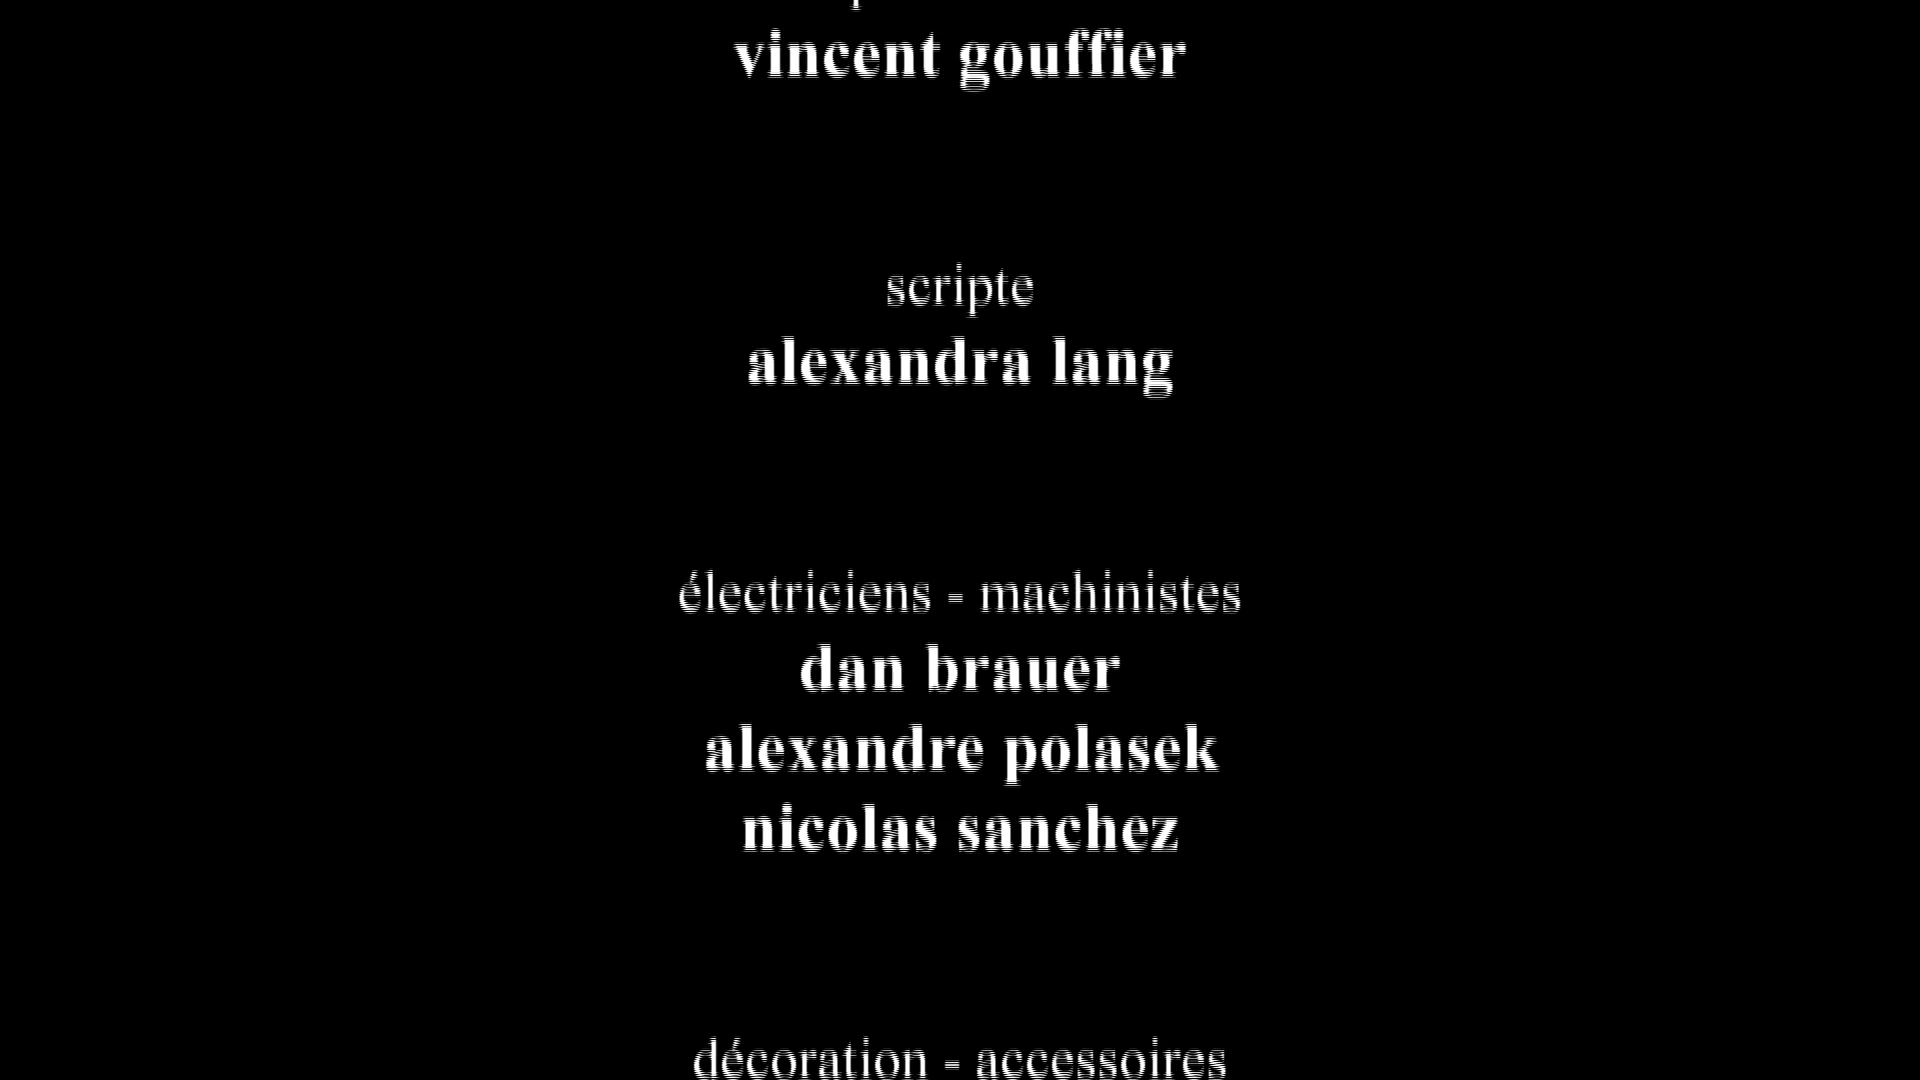 vincent gouffier
scripte
alexandra lang
électriciens - machinistes
dan brauer
alexandre polasek
nicolas sanchez
décoration - accessoires